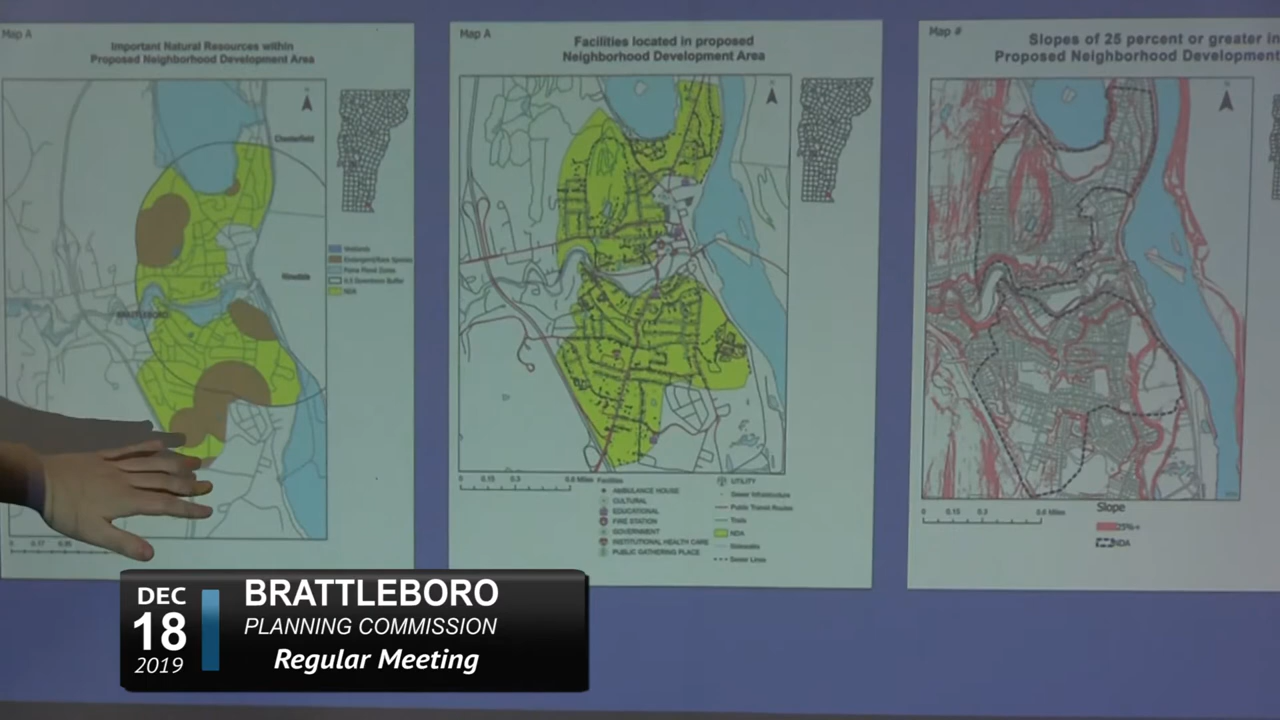 Map A
Important Natural Resources within
Proposed Neighborhood Development Area
Chesterfield
Wetlands
Endangered/Rare Species
0.5 Downtown Buffer
NDA
BRATTLEBORO
Map A
Facilities located in proposed
Neighborhood Development Area
0 0.15 0.3 0.6 Miles
Facilities
AMBULANCE HOUSE
CULTURAL
EDUCATIONAL
FIRE STATION
GOVERNMENT
INSTITUTIONAL HEALTH CARE
PUBLIC GATHERING PLACE
UTILITY
Sewer Infrastructure
Public Transit Routes
Trails
NDA
Sewer Lines
Map #
Slopes of 25 percent or greater in
Proposed Neighborhood Development
0 0.15 0.3 0.6 Miles
Slope
25%+
NDA
DEC
18
2019
BRATTLEBORO
PLANNING COMMISSION
Regular Meeting